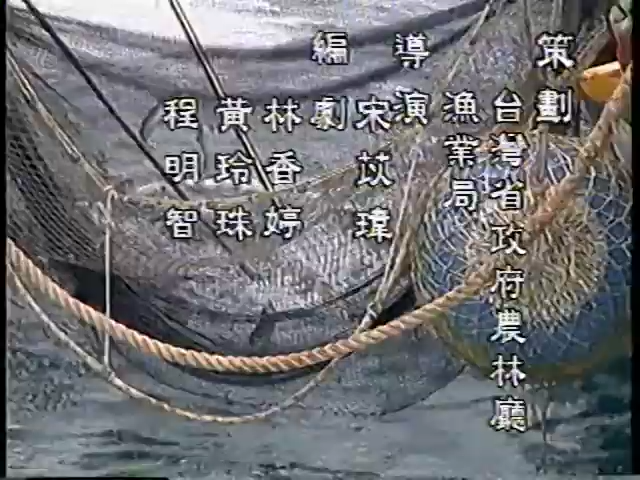 策劃
台灣省政府農林廳
漁業局
導演
宋苡瑋
編劇
林香婷
黃玲珠
程明智